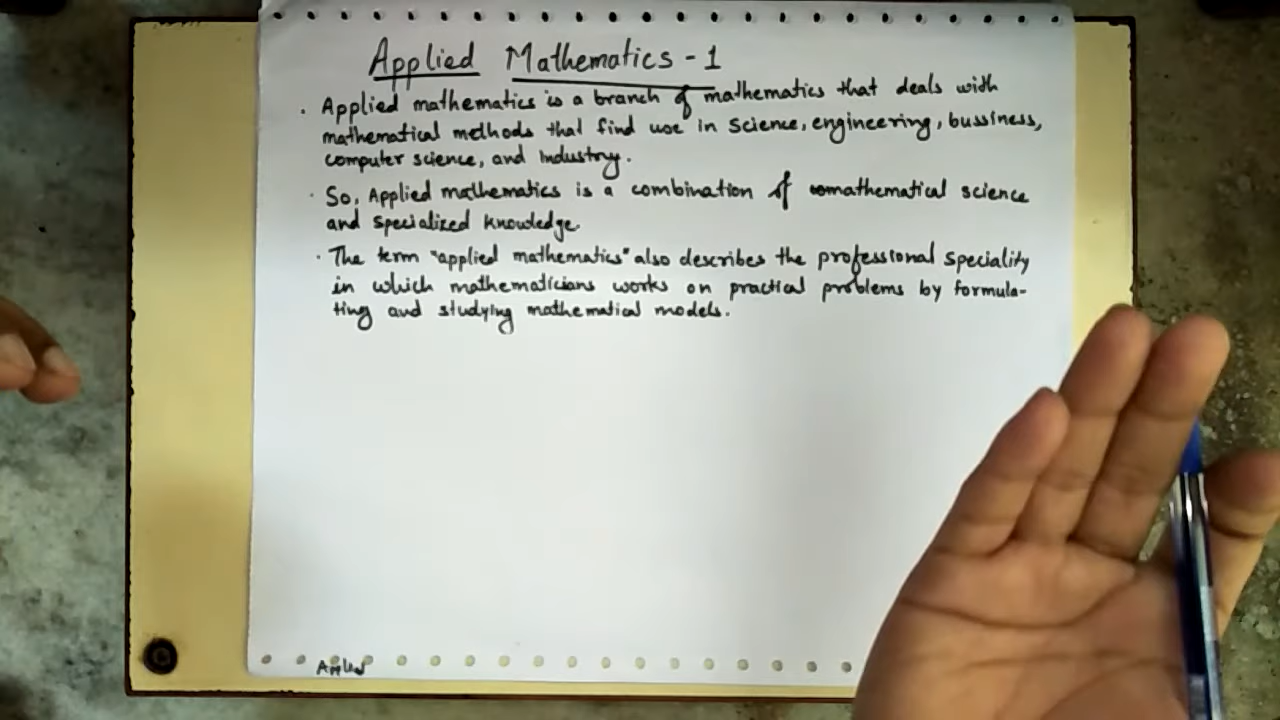 Applied Mathematics - 1
. Applied mathematics is a branch of mathematics that deals with
mathematical methods that find use in science, engineering, bussiness,
computer science, and industry.
· So, Applied mathematics is a combination of mathematical science
and specialized knowledge.
· The term "applied mathematics" also describes the professional speciality
in which mathematicians works on practical problems by formula-
ting and studying mathematical models.